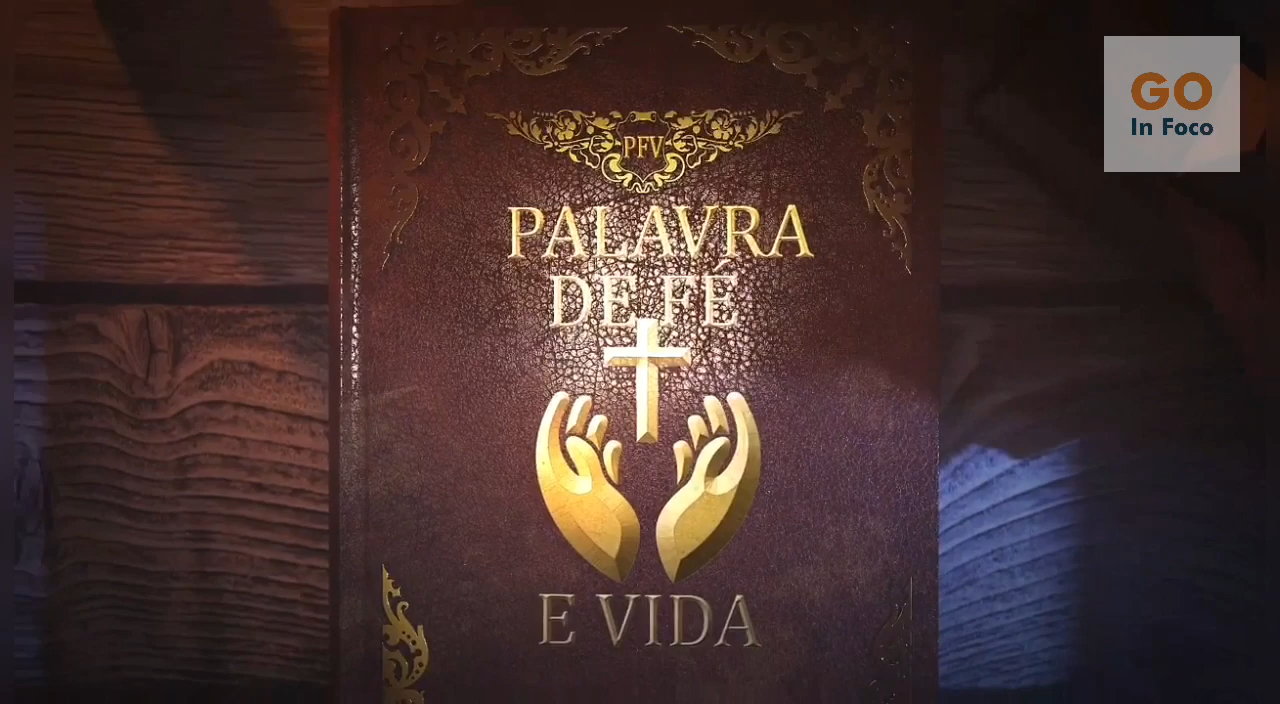 GO
In Foco
PFV
PALAVRA
DE FÉ
E VIDA